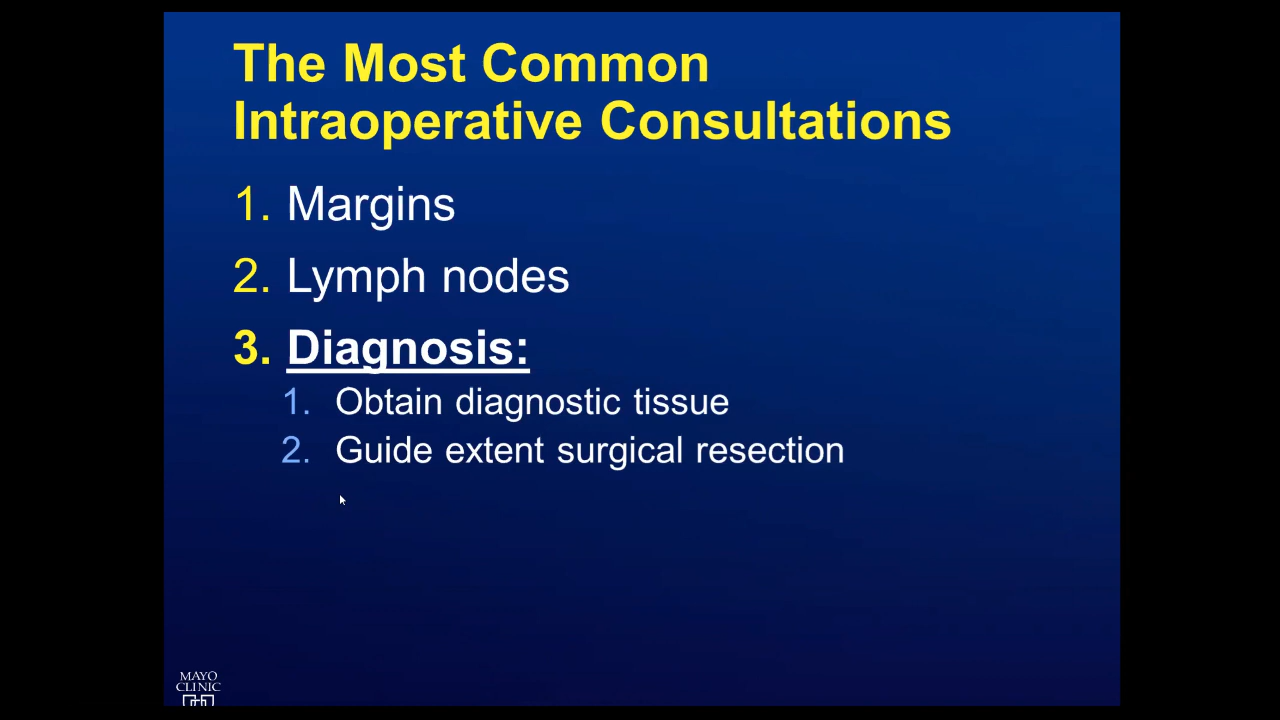 The Most Common
Intraoperative Consultations
1. Margins
2. Lymph nodes
3. Diagnosis:
1. Obtain diagnostic tissue
2. Guide extent surgical resection
MAYO
CLINIC